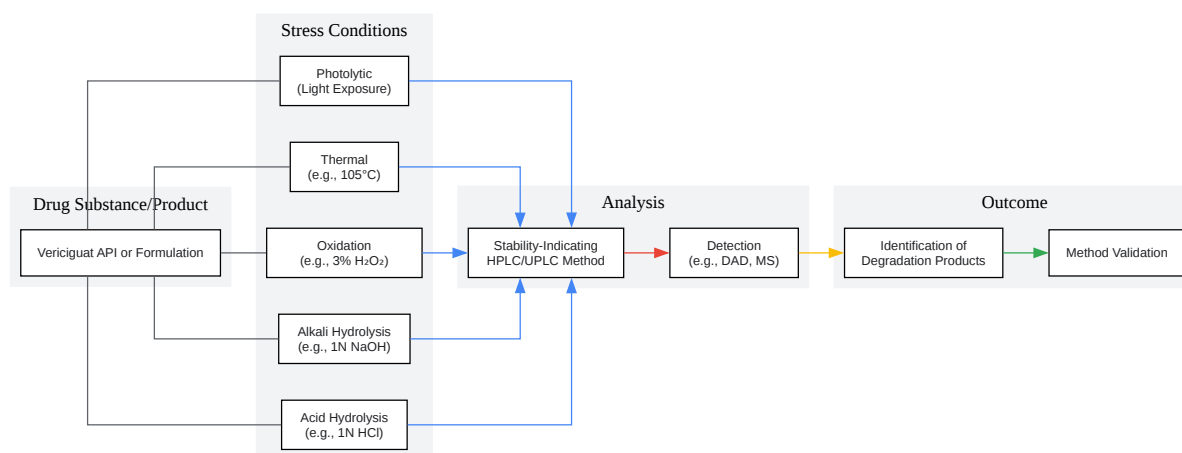 Stress Conditions
Photolytic
(Light Exposure)
Thermal
(e.g., 105°C)
Drug Substance/Product
Vericiguat API or Formulation
Oxidation
(e.g., 3% H₂O₂)
Alkali Hydrolysis
(e.g., 1N NaOH)
Acid Hydrolysis
(e.g., 1N HCl)
Analysis
Stability-Indicating
HPLC/UPLC Method
Detection
(e.g., DAD, MS)
Outcome
Identification of
Degradation Products
Method Validation